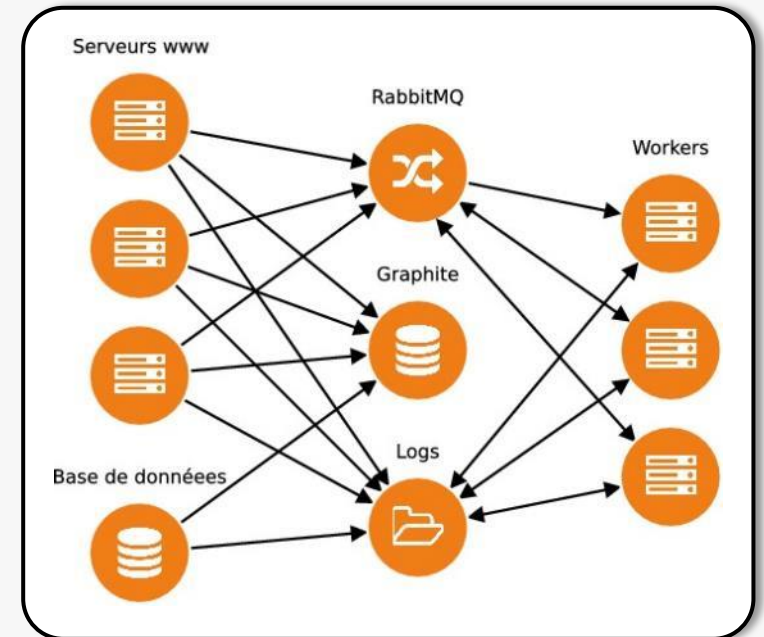 Serveurs www
RabbitMQ
Workers
Graphite
Logs
Base de donnéees